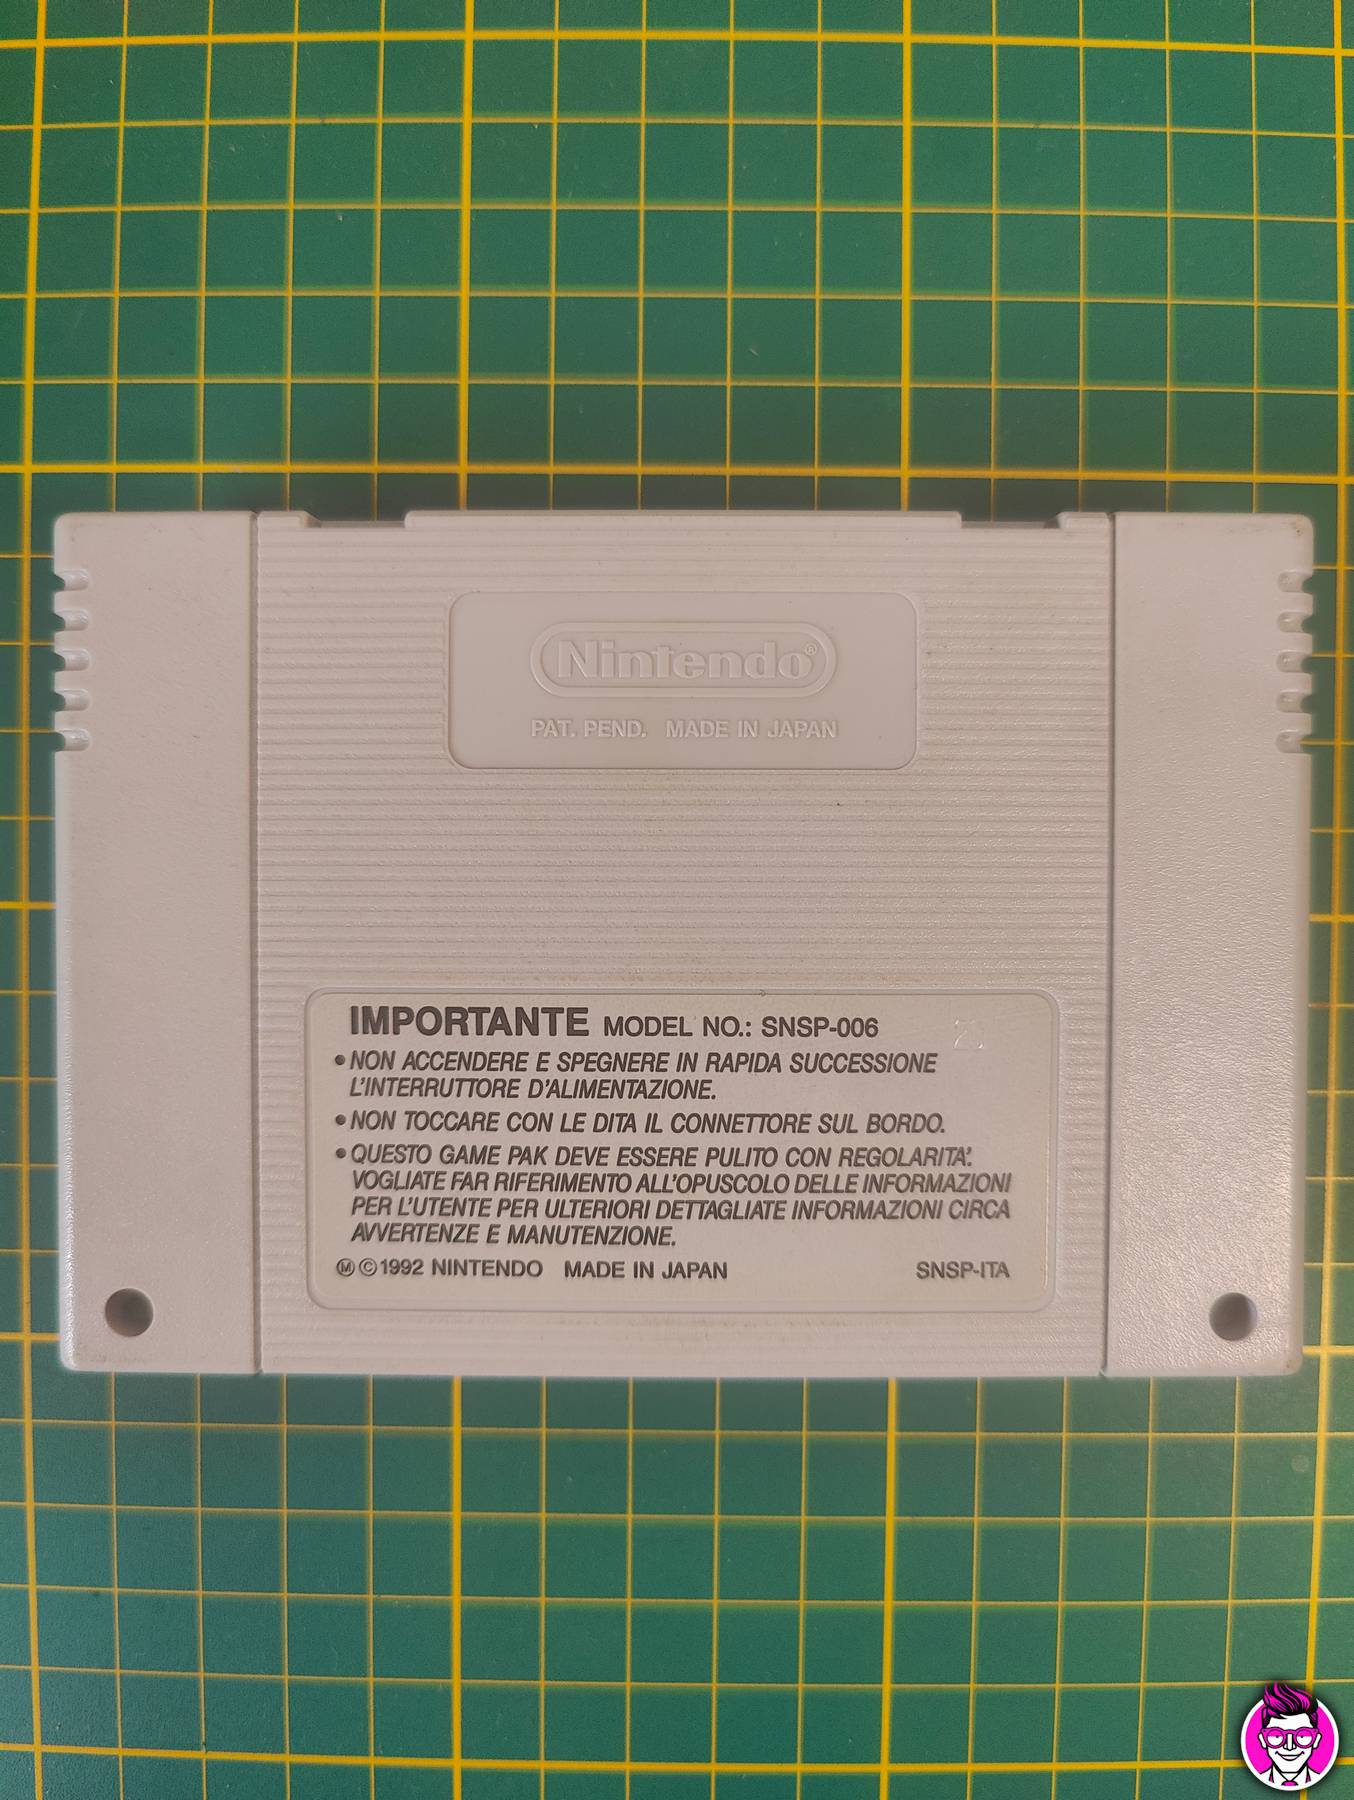 Nintendo®
PAT. PEND. MADE IN JAPAN
IMPORTANTE MODEL NO.: SNSP-006
•NON ACCENDERE E SPEGNERE IN RAPIDA SUCCESSIONE
L'INTERRUTTORE D'ALIMENTAZIONE.
•NON TOCCARE CON LE DITA IL CONNETTORE SUL BORDO.
•QUESTO GAME PAK DEVE ESSERE PULITO CON REGOLARITA'.
VOGLIATE FAR RIFERIMENTO ALL'OPUSCOLO DELLE INFORMAZIONI
PER L'UTENTE PER ULTERIORI DETTAGLIATE INFORMAZIONI CIRCA
AVVERTENZE E MANUTENZIONE.
Ⓜ©1992 NINTENDO MADE IN JAPAN SNSP-ITA